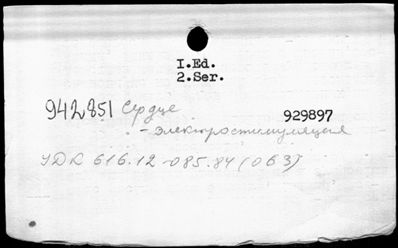 I.Ed.
2.Ser.
942851 Сердце 929897
- электростимуляция
УДК 616.12-085.84(063)